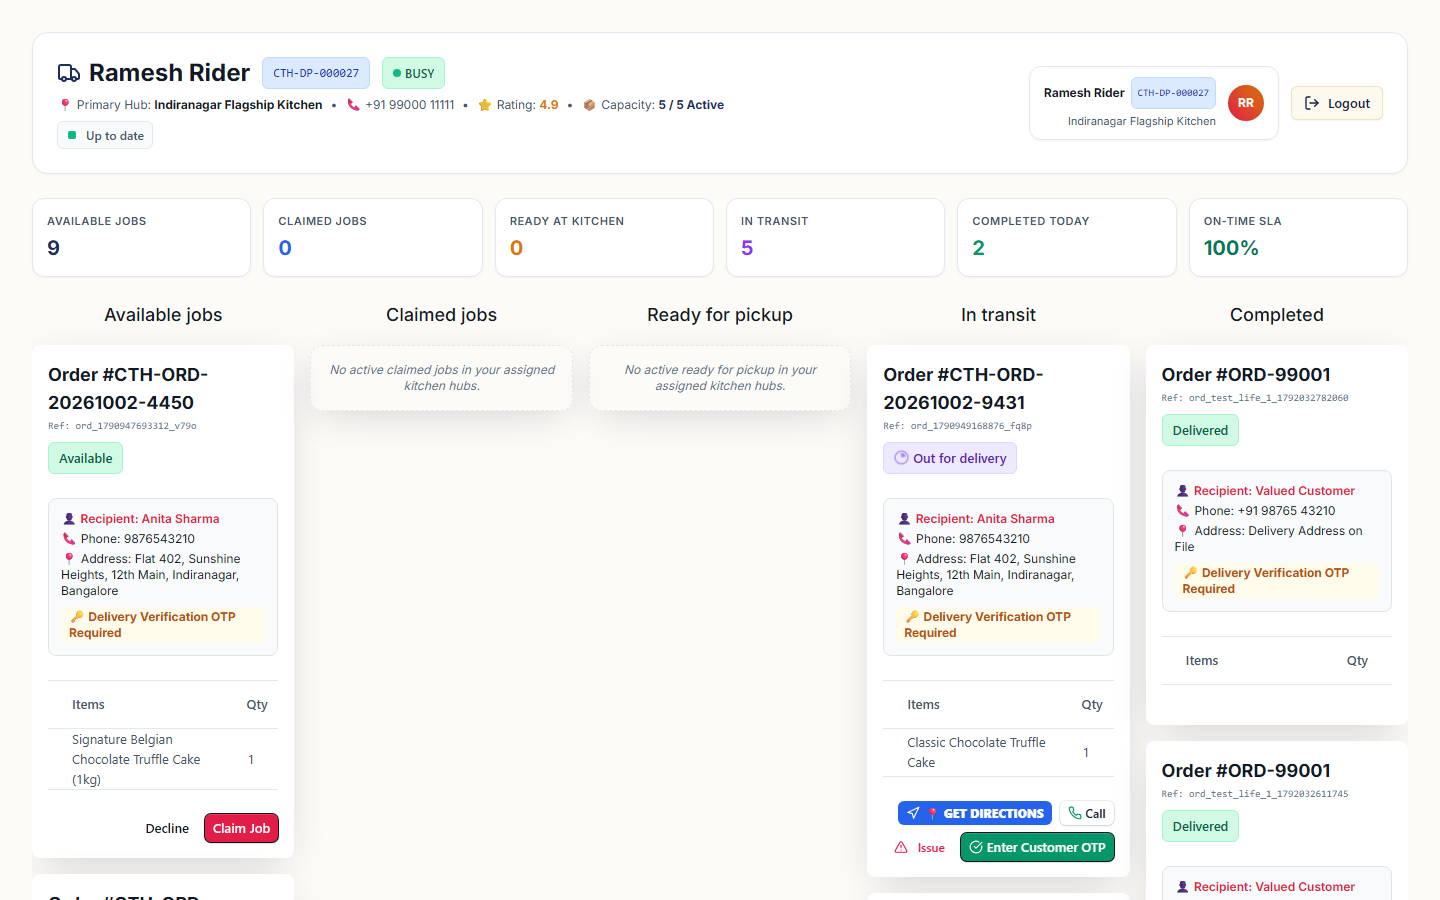 Ramesh Rider CTH-DP-000027 BUSY
Primary Hub: Indiranagar Flagship Kitchen • +91 99000 11111 • Rating: 4.9 • Capacity: 5 / 5 Active
Up to date
Ramesh Rider CTH-DP-000027
Indiranagar Flagship Kitchen
RR
Logout
AVAILABLE JOBS
9
CLAIMED JOBS
0
READY AT KITCHEN
0
IN TRANSIT
5
COMPLETED TODAY
2
ON-TIME SLA
100%
Available jobs
Order #CTH-ORD-
20261002-4450
Ref: ord_1790947693312_v79o
Available
Recipient: Anita Sharma
Phone: 9876543210
Address: Flat 402, Sunshine
Heights, 12th Main, Indiranagar,
Bangalore
Delivery Verification OTP
Required
Items Qty
Signature Belgian
Chocolate Truffle Cake 1
(1kg)
Decline Claim Job
Claimed jobs
No active claimed jobs in your assigned
kitchen hubs.
Ready for pickup
No active ready for pickup in your
assigned kitchen hubs.
In transit
Order #CTH-ORD-
20261002-9431
Ref: ord_1790949168876_fq8p
Out for delivery
Recipient: Anita Sharma
Phone: 9876543210
Address: Flat 402, Sunshine
Heights, 12th Main, Indiranagar,
Bangalore
Delivery Verification OTP
Required
Items Qty
Classic Chocolate Truffle 1
Cake
GET DIRECTIONS Call
Issue Enter Customer OTP
Completed
Order #ORD-99001
Ref: ord_test_life_1_1792032782060
Delivered
Recipient: Valued Customer
Phone: +91 98765 43210
Address: Delivery Address on
File
Delivery Verification OTP
Required
Items Qty
Order #ORD-99001
Ref: ord_test_life_1_1792032611745
Delivered
Recipient: Valued Customer